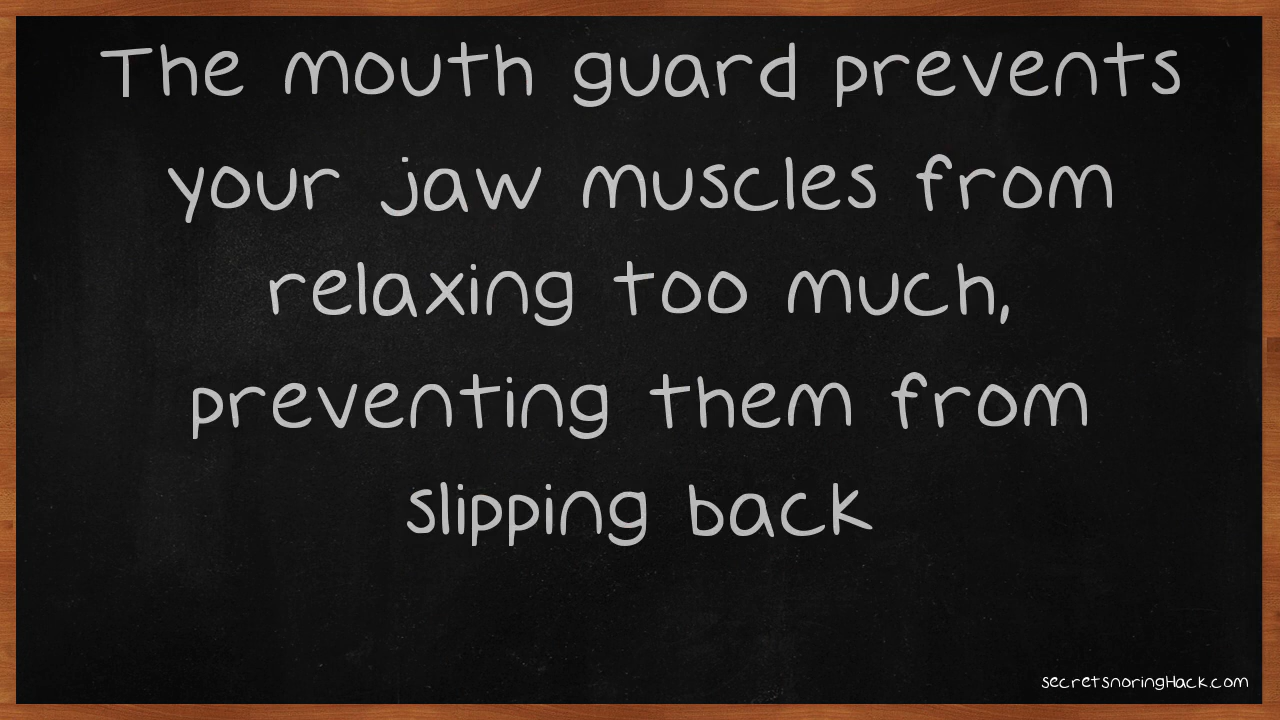 The mouth guard prevents
your jaw muscles from
relaxing too much,
preventing them from
slipping back
secretsnoringHack.com